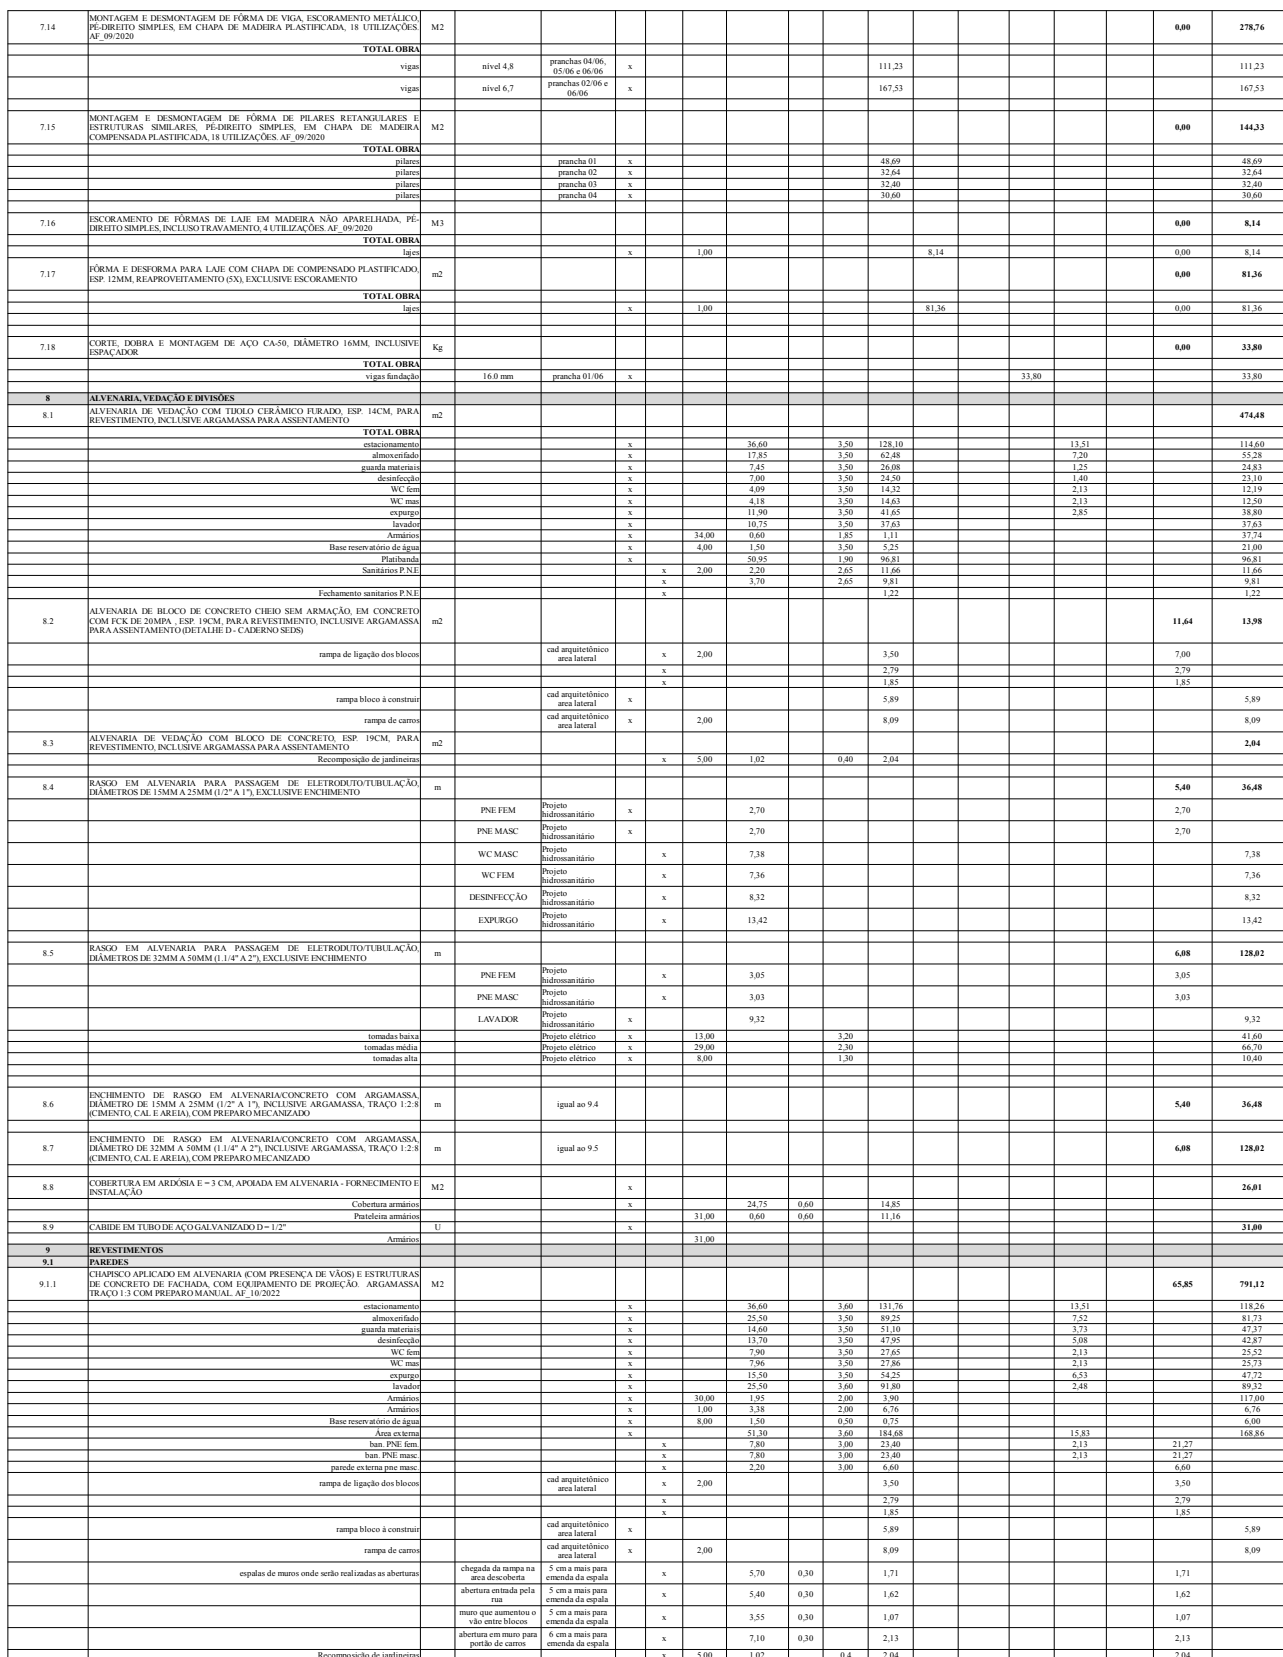 7.14 MONTAGEM E DESMONTAGEM DE FÔRMA DE VIGA, ESCORAMENTO METÁLICO, PÉ-DIREITO SIMPLES, EM CHAPA DE MADEIRA PLASTIFICADA, 18 UTILIZAÇÕES. AF_09/2020 M2 0,00 278,76
TOTAL OBRA
vigas nível 4,8 pranchas 04/06, 05/06 e 06/06 x 111,23 111,23
vigas nível 6,7 pranchas 02/06 e 06/06 x 167,53 167,53
7.15 MONTAGEM E DESMONTAGEM DE FÔRMA DE PILARES RETANGULARES E ESTRUTURAS SIMILARES, PÉ-DIREITO SIMPLES, EM CHAPA DE MADEIRA COMPENSADA PLASTIFICADA, 18 UTILIZAÇÕES. AF_09/2020 M2 0,00 144,33
TOTAL OBRA
pilares prancha 01 x 48,69 48,69
pilares prancha 02 x 32,64 32,64
pilares prancha 03 x 32,40 32,40
pilares prancha 04 x 30,60 30,60
7.16 ESCORAMENTO DE FÔRMAS DE LAJE EM MADEIRA NÃO APARELHADA, PÉ-DIREITO SIMPLES, INCLUSO TRAVAMENTO, 4 UTILIZAÇÕES. AF_09/2020 M3 0,00 8,14
TOTAL OBRA
lajes x 1,00 8,14 0,00 8,14
7.17 FÔRMA E DESFORMA PARA LAJE COM CHAPA DE COMPENSADO PLASTIFICADO, ESP. 12MM, REAPROVEITAMENTO (5X), EXCLUSIVE ESCORAMENTO m2 0,00 81,36
TOTAL OBRA
lajes x 1,00 81,36 0,00 81,36
7.18 CORTE, DOBRA E MONTAGEM DE AÇO CA-50, DIÂMETRO 16MM, INCLUSIVE ESPAÇADOR Kg 0,00 33,80
TOTAL OBRA
vigas fundação 16.0 mm prancha 01/06 x 33,80 33,80
8 ALVENARIA, VEDAÇÃO E DIVISÕES
8.1 ALVENARIA DE VEDAÇÃO COM TIJOLO CERÂMICO FURADO, ESP. 14CM, PARA REVESTIMENTO, INCLUSIVE ARGAMASSA PARA ASSENTAMENTO m2 474,48
TOTAL OBRA
estacionamento x 36,60 3,50 128,10 13,51 114,60
almoxerifado x 17,85 3,50 62,48 7,20 55,28
guarda materiais x 7,45 3,50 26,08 1,25 24,83
desinfecção x 7,00 3,50 24,50 1,40 23,10
WC fem x 4,09 3,50 14,32 2,13 12,19
WC mas x 4,18 3,50 14,63 2,13 12,50
expurgo x 11,90 3,50 41,65 2,85 38,80
lavador x 10,75 3,50 37,63 37,63
Armários x 34,00 0,60 1,85 1,11 37,74
Base reservatório de água x 4,00 1,50 3,50 5,25 21,00
Platibanda x 50,95 1,90 96,81 96,81
Sanitários P.N.E x 2,00 2,20 2,65 11,66 11,66
x 3,70 2,65 9,81 9,81
Fechamento sanitarios P.N.E x 1,22 1,22
8.2 ALVENARIA DE BLOCO DE CONCRETO CHEIO SEM ARMAÇÃO, EM CONCRETO COM FCK DE 20MPA , ESP. 19CM, PARA REVESTIMENTO, INCLUSIVE ARGAMASSA PARA ASSENTAMENTO (DETALHE D - CADERNO SEDS) m2 11,64 13,98
rampa de ligação dos blocos cad arquitetônico area lateral x 2,00 3,50 7,00
x 2,79 2,79
x 1,85 1,85
rampa bloco à construir cad arquitetônico area lateral x 5,89 5,89
rampa de carros cad arquitetônico area lateral x 2,00 8,09 8,09
8.3 ALVENARIA DE VEDAÇÃO COM BLOCO DE CONCRETO, ESP. 19CM, PARA REVESTIMENTO, INCLUSIVE ARGAMASSA PARA ASSENTAMENTO m2 2,04
Recomposição de jardineiras x 5,00 1,02 0,40 2,04
8.4 RASGO EM ALVENARIA PARA PASSAGEM DE ELETRODUTO/TUBULAÇÃO, DIÂMETROS DE 15MM A 25MM (1/2" A 1"), EXCLUSIVE ENCHIMENTO m 5,40 36,48
PNE FEM Projeto hidrossanitário x 2,70 2,70
PNE MASC Projeto hidrossanitário x 2,70 2,70
WC MASC Projeto hidrossanitário x 7,38 7,38
WC FEM Projeto hidrossanitário x 7,36 7,36
DESINFECÇÃO Projeto hidrossanitário x 8,32 8,32
EXPURGO Projeto hidrossanitário x 13,42 13,42
8.5 RASGO EM ALVENARIA PARA PASSAGEM DE ELETRODUTO/TUBULAÇÃO, DIÂMETROS DE 32MM A 50MM (1.1/4" A 2"), EXCLUSIVE ENCHIMENTO m 6,08 128,02
PNE FEM Projeto hidrossanitário x 3,05 3,05
PNE MASC Projeto hidrossanitário x 3,03 3,03
LAVADOR Projeto hidrossanitário x 9,32 9,32
tomadas baixa Projeto elétrico x 13,00 3,20 41,60
tomadas média Projeto elétrico x 29,00 2,30 66,70
tomadas alta Projeto elétrico x 8,00 1,30 10,40
8.6 ENCHIMENTO DE RASGO EM ALVENARIA/CONCRETO COM ARGAMASSA, DIÂMETRO DE 15MM A 25MM (1/2" A 1"), INCLUSIVE ARGAMASSA, TRAÇO 1:2:8 (CIMENTO, CAL E AREIA), COM PREPARO MECANIZADO m igual ao 9.4 5,40 36,48
8.7 ENCHIMENTO DE RASGO EM ALVENARIA/CONCRETO COM ARGAMASSA, DIÂMETRO DE 32MM A 50MM (1.1/4" A 2"), INCLUSIVE ARGAMASSA, TRAÇO 1:2:8 (CIMENTO, CAL E AREIA), COM PREPARO MECANIZADO m igual ao 9.5 6,08 128,02
8.8 COBERTURA EM ARDÓSIA E = 3 CM, APOIADA EM ALVENARIA - FORNECIMENTO E INSTALAÇÃO M2 x 26,01
Cobertura armários x 24,75 0,60 14,85
Prateleira armários 31,00 0,60 0,60 11,16
8.9 CABIDE EM TUBO DE AÇO GALVANIZADO D = 1/2" U x 31,00
Armários 31,00
9 REVESTIMENTOS
9.1 PAREDES
9.1.1 CHAPISCO APLICADO EM ALVENARIA (COM PRESENÇA DE VÃOS) E ESTRUTURAS DE CONCRETO DE FACHADA, COM EQUIPAMENTO DE PROJEÇÃO. ARGAMASSA TRAÇO 1:3 COM PREPARO MANUAL. AF_10/2022 M2 65,85 791,12
estacionamento x 36,60 3,60 131,76 13,51 118,26
almoxerifado x 25,50 3,50 89,25 7,52 81,73
guarda materiais x 14,60 3,50 51,10 3,73 47,37
desinfecção x 13,70 3,50 47,95 5,08 42,87
WC fem x 7,90 3,50 27,65 2,13 25,52
WC mas x 7,96 3,50 27,86 2,13 25,73
expurgo x 15,50 3,50 54,25 6,53 47,72
lavador x 25,50 3,60 91,80 2,48 89,32
Armários x 30,00 1,95 2,00 3,90 117,00
Armários x 1,00 3,38 2,00 6,76 6,76
Base reservatório de água x 8,00 1,50 0,50 0,75 6,00
Área externa x 51,30 3,60 184,68 15,83 168,86
ban. PNE fem. x 7,80 3,00 23,40 2,13 21,27
ban. PNE masc. x 7,80 3,00 23,40 2,13 21,27
parede externa pne masc. x 2,20 3,00 6,60 6,60
rampa de ligação dos blocos cad arquitetônico area lateral x 2,00 3,50 3,50
x 2,79 2,79
x 1,85 1,85
rampa bloco à construir cad arquitetônico area lateral x 5,89 5,89
rampa de carros cad arquitetônico area lateral x 2,00 8,09 8,09
espalas de muros onde serão realizadas as aberturas chegada da rampa na area descoberta 5 cm a mais para emenda da espala x 5,70 0,30 1,71 1,71
abertura entrada pela rua 5 cm a mais para emenda da espala x 5,40 0,30 1,62 1,62
muro que aumentou o vão entre blocos 5 cm a mais para emenda da espala x 3,55 0,30 1,07 1,07
abertura em muro para portão de carros 6 cm a mais para emenda da espala x 7,10 0,30 2,13 2,13
Recomposição de jardineiras x 5,00 1,02 0,4 2,04 2,04